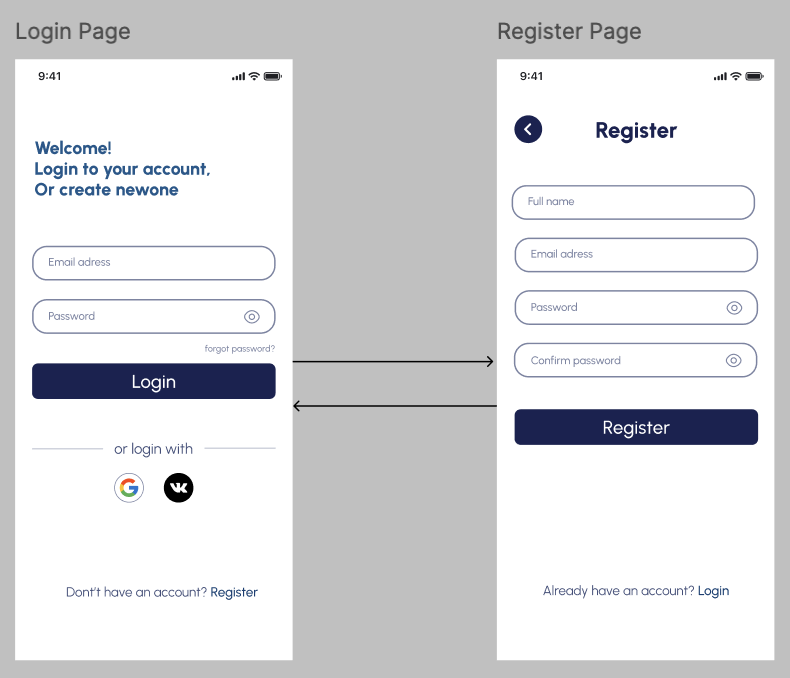 Login Page
9:41
Welcome!
Login to your account,
Or create newone
Email adress
Password
forgot password?
Login
or login with
Dont't have an account? Register
Register Page
9:41
Register
Full name
Email adress
Password
Confirm password
Register
Already have an account? Login